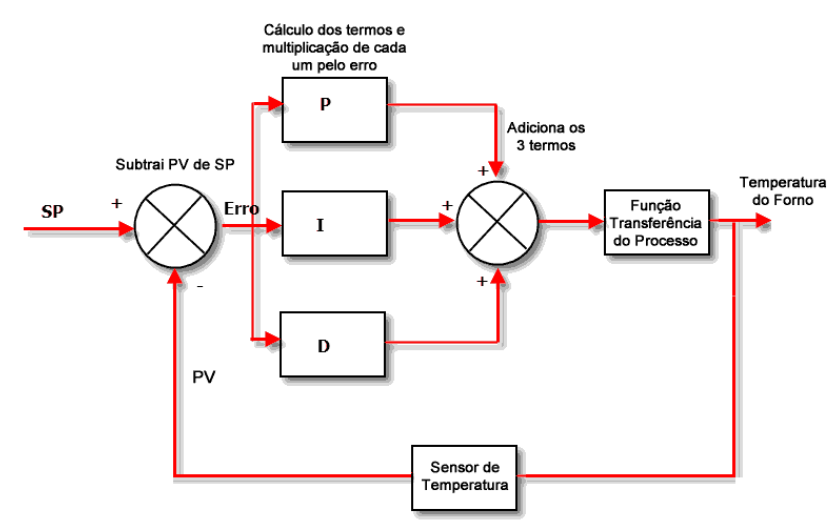 Cálculo dos termos e
multiplicação de cada
um pelo erro
P
Adiciona os
3 termos
Subtrai PV de SP
+
SP
+
Erro
I
+
Função
Transferência
do Processo
Temperatura
do Forno
-
+
D
PV
Sensor de
Temperatura